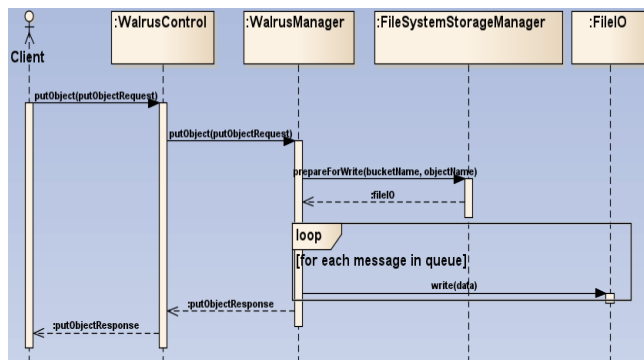 :WalrusControl
:WalrusManager
:FileSystemStorageManager
:FileIO
Client
putObject(putObjectRequest)
putObject(putObjectRequest)
prepareForWrite(bucketName, objectName)
:fileIO
loop
[for each message in queue]
write(data)
:putObjectResponse
:putObjectResponse